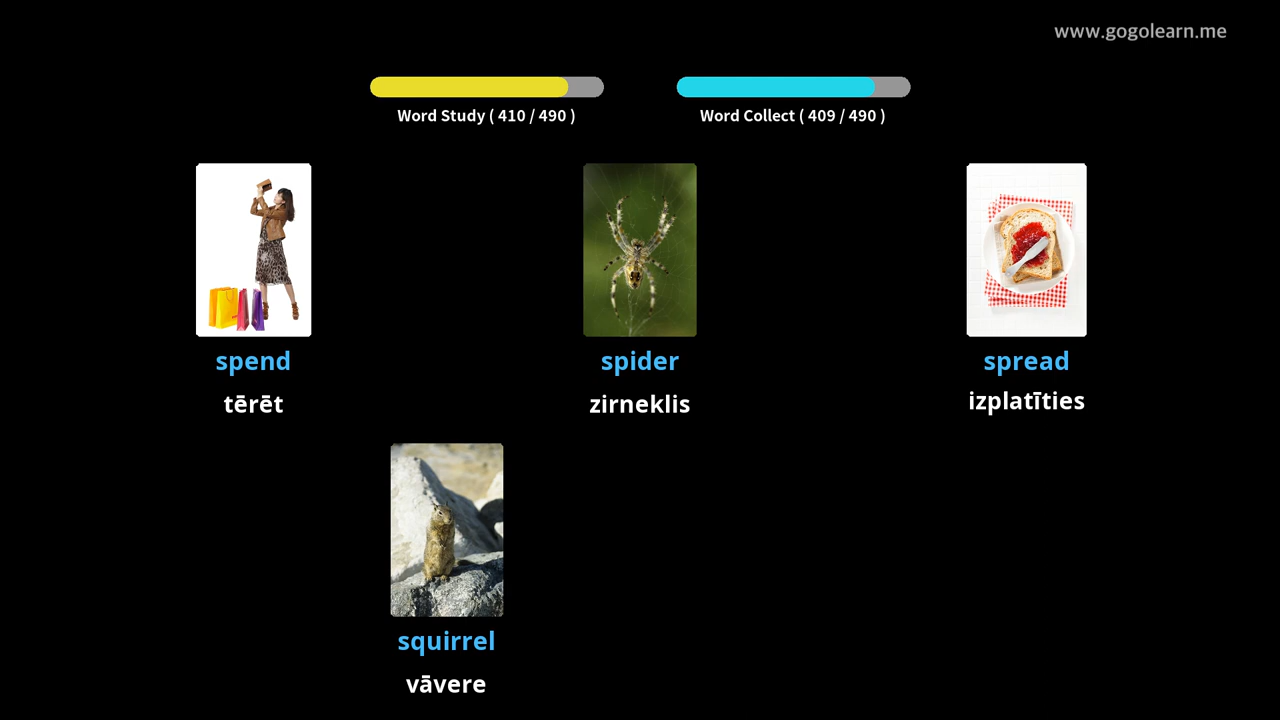 www.gogolearn.me
Word Study ( 410 / 490 )
Word Collect ( 409 / 490 )
spend
spider
spread
tērēt
zirneklis
izplatīties
squirrel
vāvere